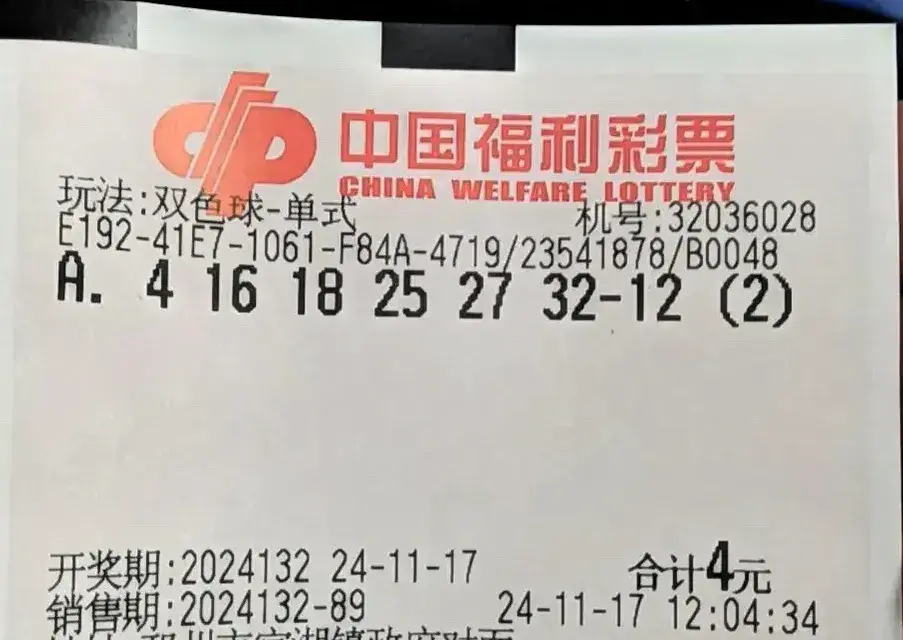 中国福利彩票
CHINA WELFARE LOTTERY
玩法:双色球-单式 机号:32036028
E192-41E7-1061-F84A-4719/23541878/B0048
A. 4 16 18 25 27 32-12 (2)
开奖期:2024132 24-11-17 合计4元
销售期:2024132-89 24-11-17 12:04:34